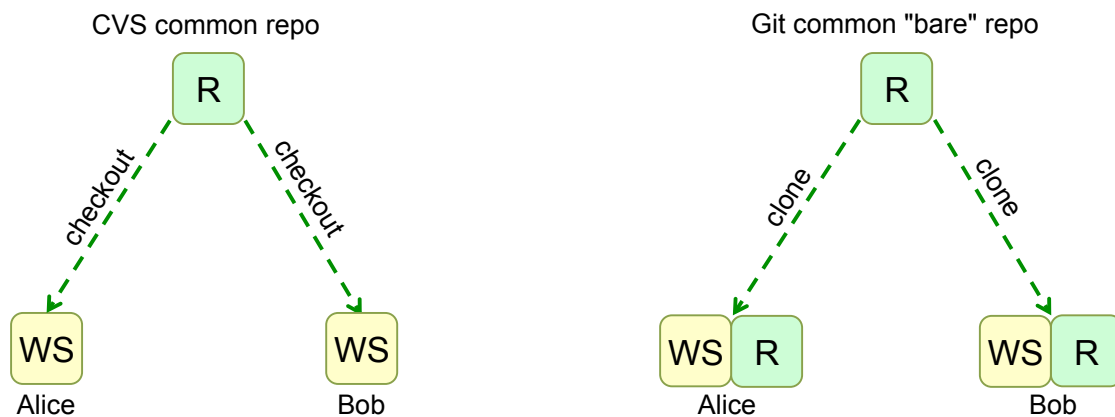 CVS common repo
R
checkout
checkout
WS
WS
Alice
Bob
Git common "bare" repo
R
clone
clone
WS
R
WS
R
Alice
Bob